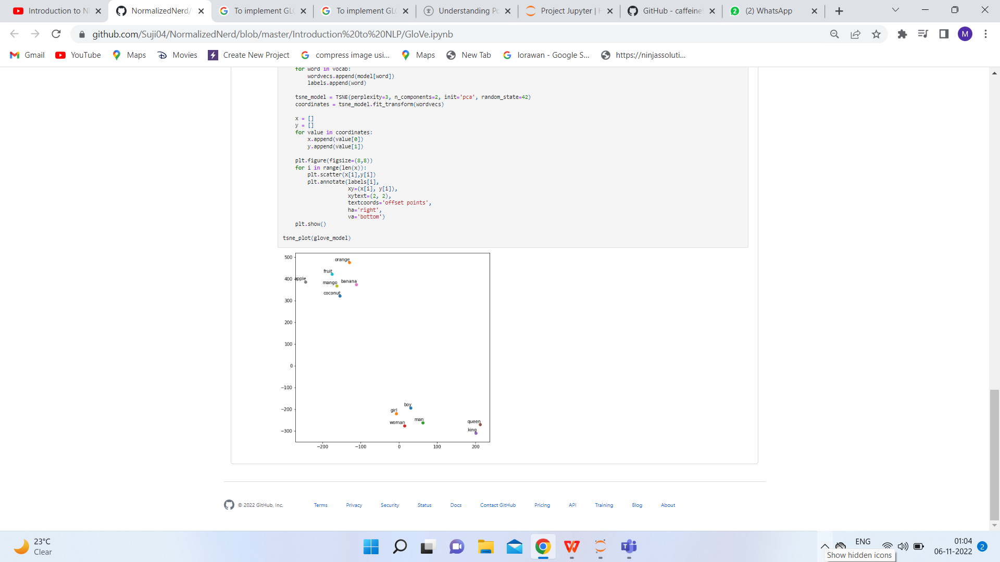 Introduction to N
NormalizedNerd/
To implement GLO
To implement GLO
Understanding Po
Project Jupyter |
GitHub - caffeine
(2) WhatsApp
github.com/Suji04/NormalizedNerd/blob/master/Introduction%20to%20NLP/GloVe.ipynb
M
Gmail
YouTube
Maps
Movies
Create New Project
compress image usi...
Maps
New Tab
lorawan - Google S...
https://ninjassoluti...
for word in vocab:
wordvecs.append(model[word])
labels.append(word)
tsne_model = TSNE(perplexity=3, n_components=2, init='pca', random_state=42)
coordinates = tsne_model.fit_transform(wordvecs)
x = []
y = []
for value in coordinates:
x.append(value[0])
y.append(value[1])
plt.figure(figsize=(8,8))
for i in range(len(x)):
plt.scatter(x[i],y[i])
plt.annotate(labels[i],
xy=(x[i], y[i]),
xytext=(2, 2),
textcoords='offset points',
ha='right',
va='bottom')
plt.show()
tsne_plot(glove_model)
500
orange
fruit
400
apple
mango
banana
coconut
300
200
100
0
−100
boy
−200
girl
man
woman
queen
king
−300
−200
−100
0
100
200
© 2022 GitHub, Inc.
Terms
Privacy
Security
Status
Docs
Contact GitHub
Pricing
API
Training
Blog
About
23°C
Clear
ENG
Show hidden icons
01:04
06-11-2022
2